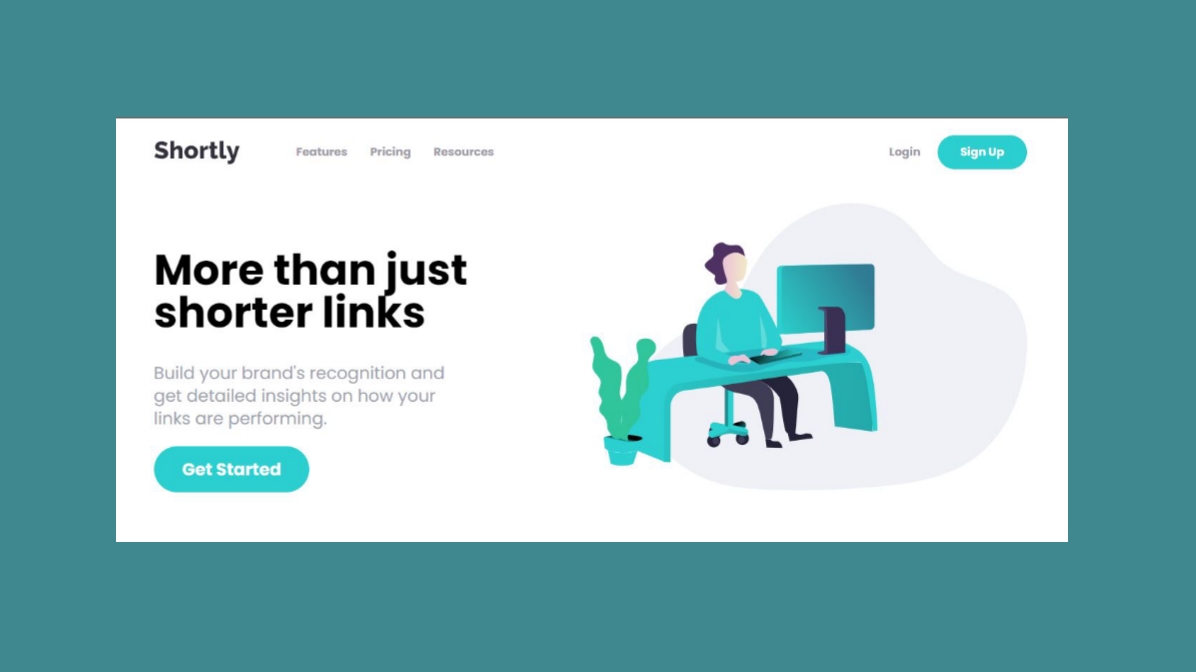 Shortly
Features Pricing Resources
Login Sign Up
More than just
shorter links
Build your brand's recognition and
get detailed insights on how your
links are performing.
Get Started